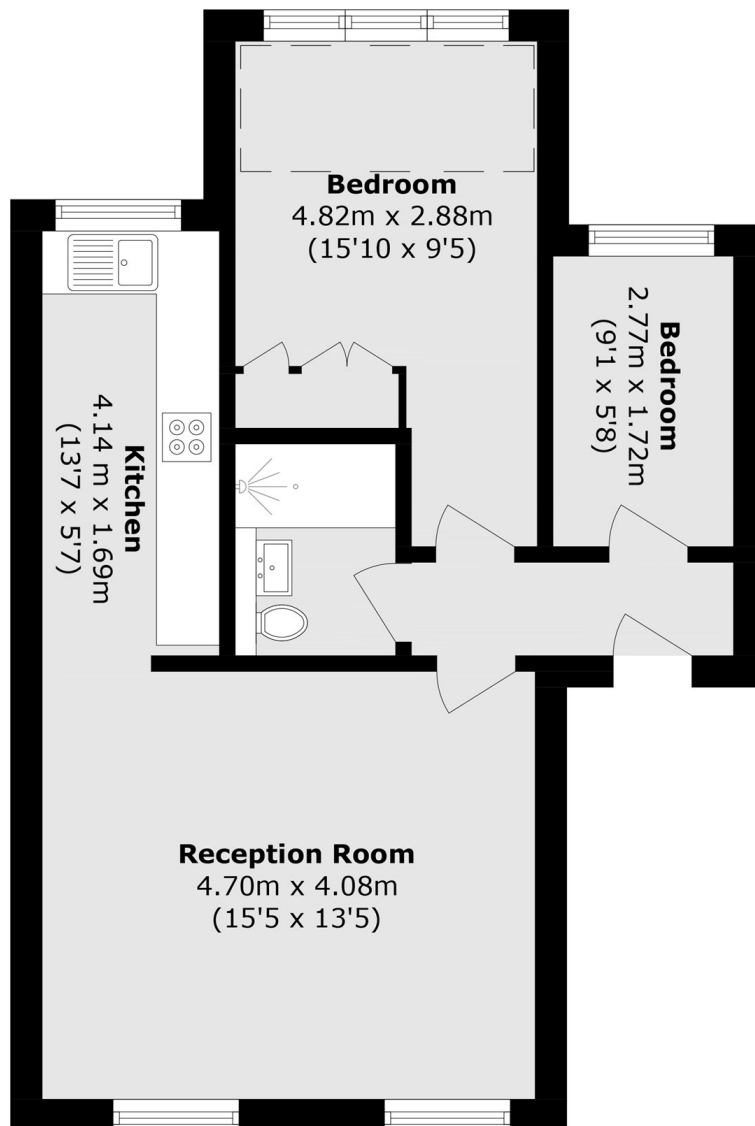 Bedroom
4.82m x 2.88m
(15'10 x 9'5)
Bedroom
2.77m x 1.72m
(9'1 x 5'8)
Kitchen
4.14 m x 1.69m
(13'7 x 5'7)
Reception Room
4.70m x 4.08m
(15'5 x 13'5)